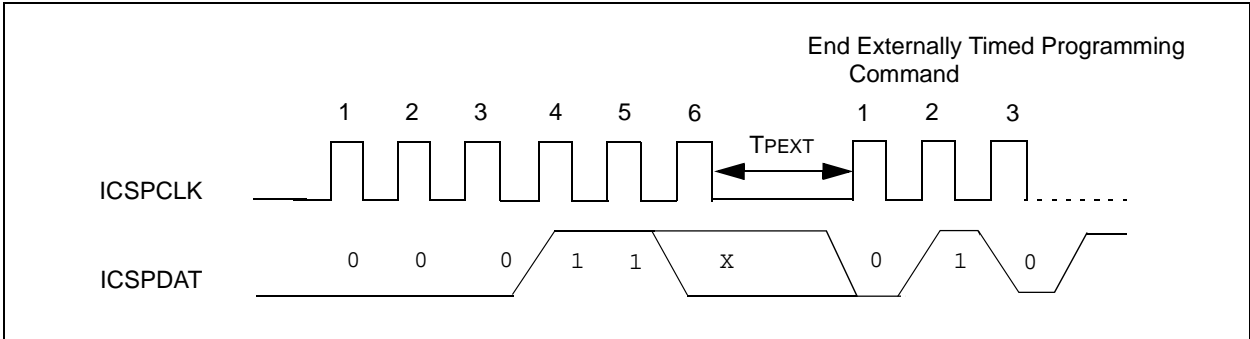 End Externally Timed Programming
Command
1 2 3 4 5 6 1 2 3
TPEXT
ICSPCLK
0 0 0 1 1 X 0 1 0
ICSPDAT